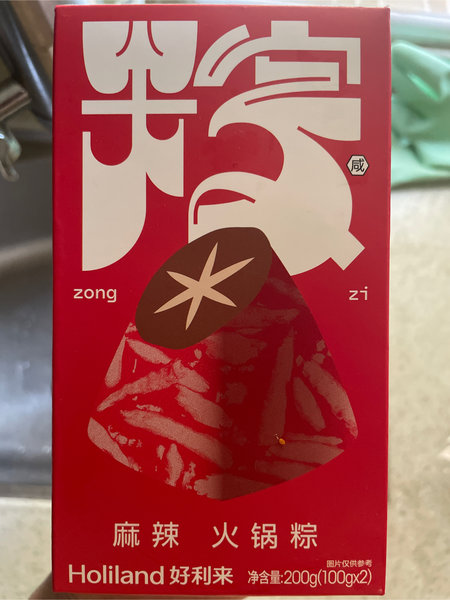 粽
咸
zong zi
麻辣 火锅粽
图片仅供参考
Holiland 好利来 净含量:200g(100gx2)